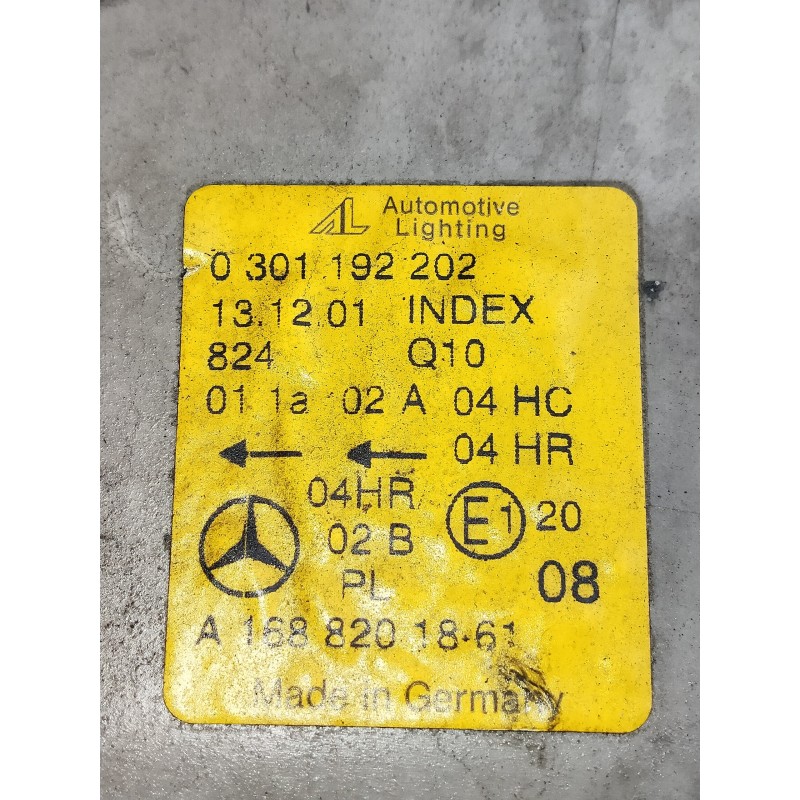 AL Automotive
Lighting
0 301 192 202
13.12.01 INDEX
824 Q10
01 1a 02 A 04 HC
04 HR
04HR
02 B
PL
E1 20
08
A 168 820 18·61
Made in Germany